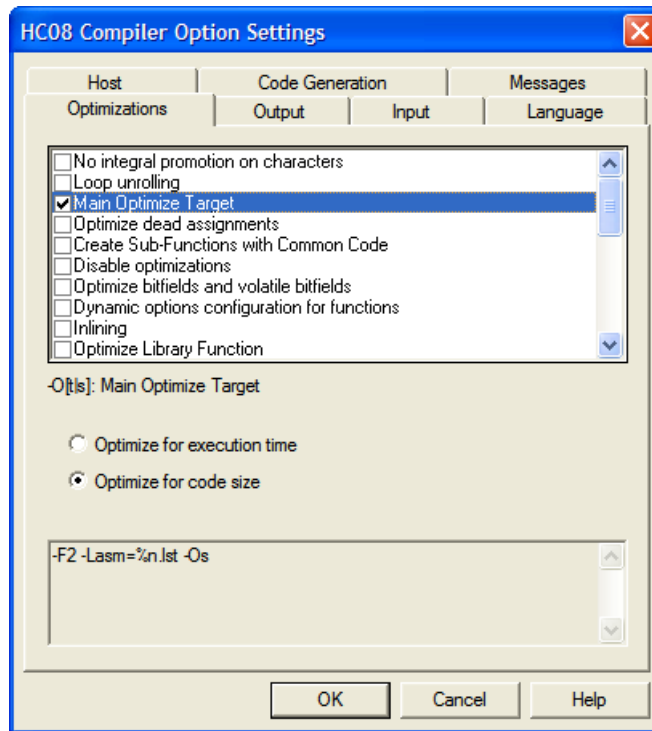 HC08 Compiler Option Settings
Host Code Generation Messages
Optimizations Output Input Language
No integral promotion on characters
Loop unrolling
Main Optimize Target
Optimize dead assignments
Create Sub-Functions with Common Code
Disable optimizations
Optimize bitfields and volatile bitfields
Dynamic options configuration for functions
Inlining
Optimize Library Function
-O[t|s]: Main Optimize Target
Optimize for execution time
Optimize for code size
-F2 -Lasm=%n.lst -Os
OK Cancel Help